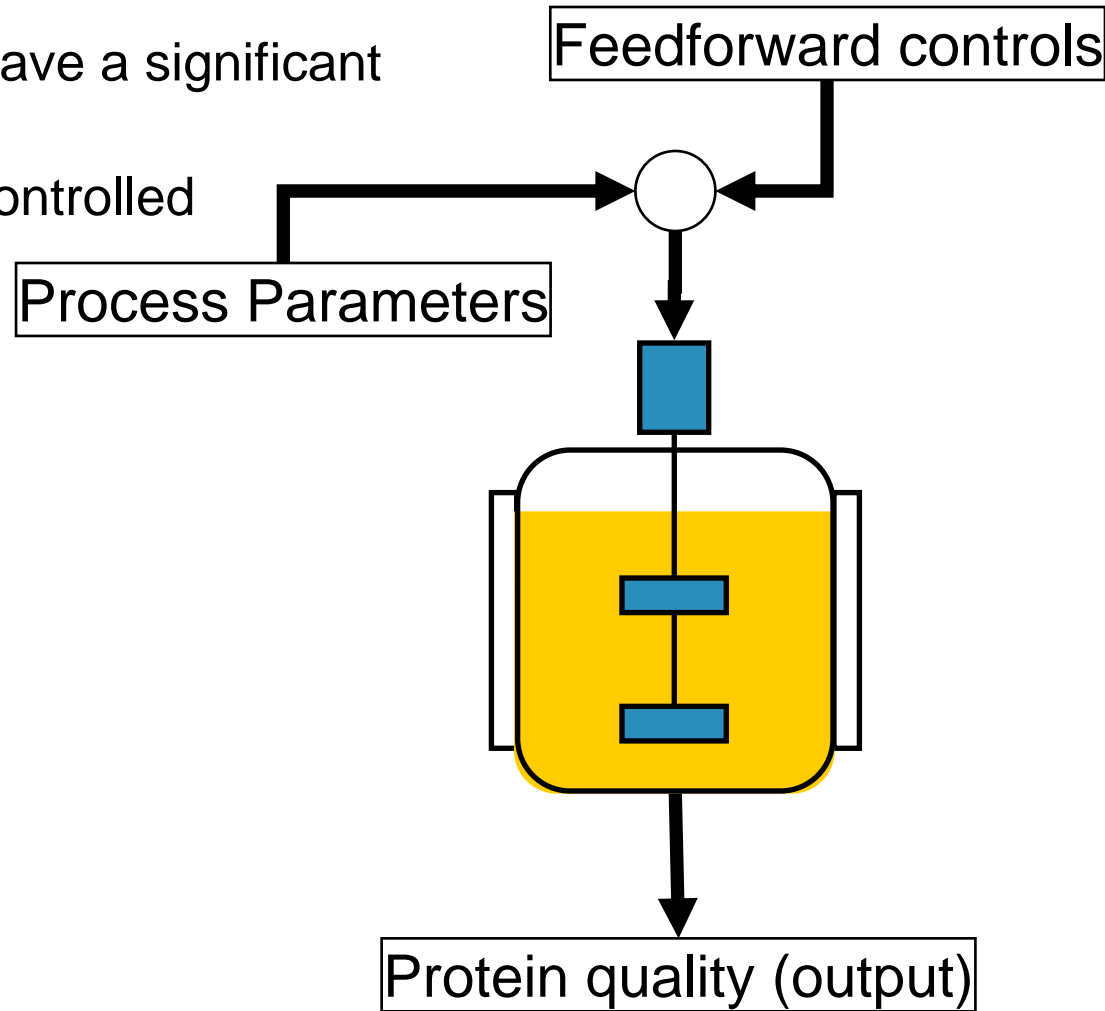 Feedforward controls
ave a significant
ontrolled
Process Parameters
Protein quality (output)